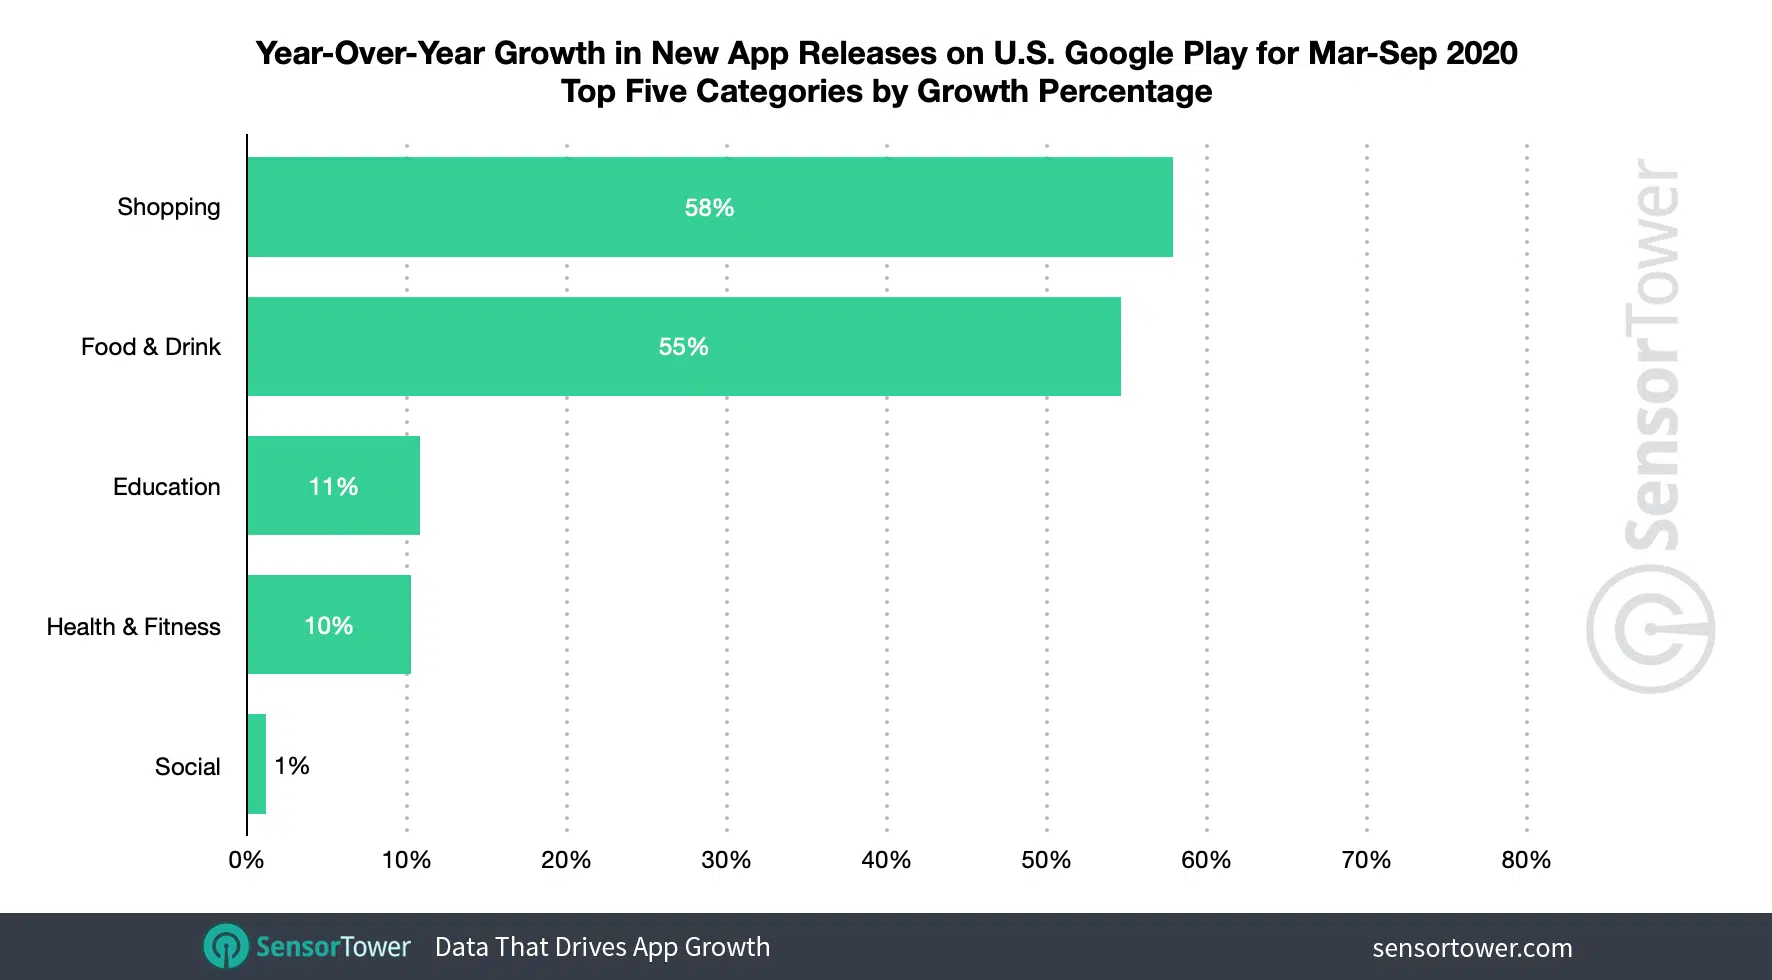 Year-Over-Year Growth in New App Releases on U.S. Google Play for Mar-Sep 2020
Top Five Categories by Growth Percentage
Shopping
58%
Food & Drink
55%
Education
11%
Health & Fitness
10%
Social
1%
0%
10%
20%
30%
40%
50%
60%
70%
80%
SensorTower
SensorTower
Data That Drives App Growth
sensortower.com